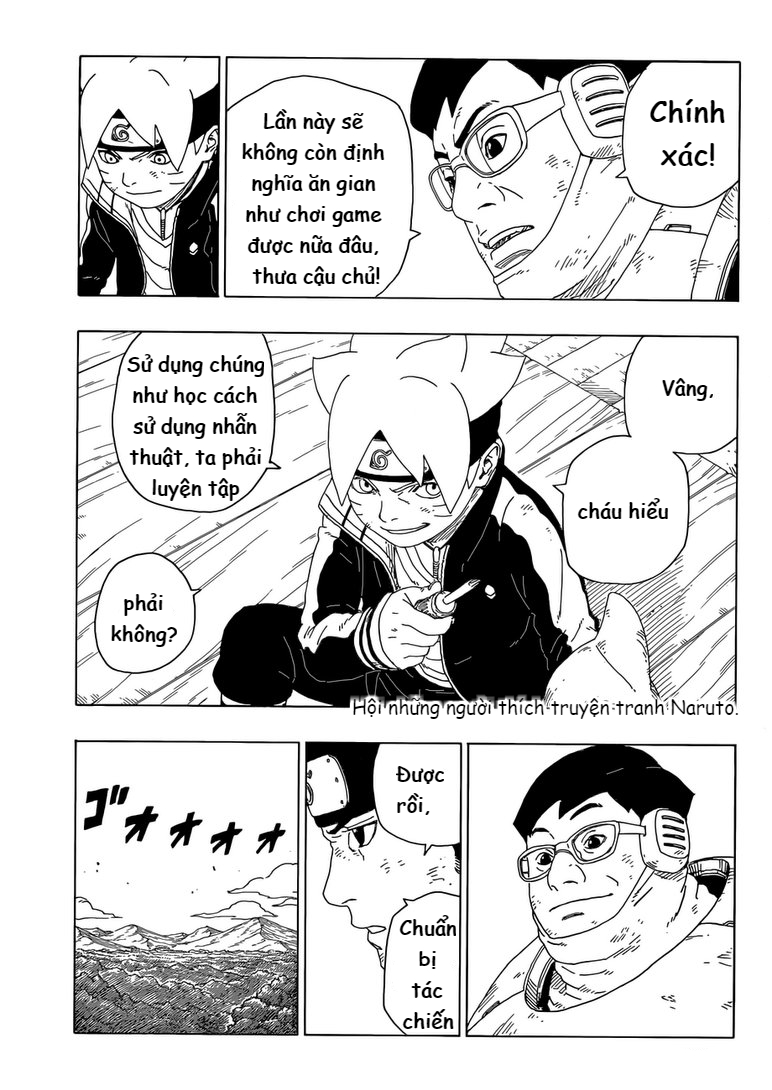 Chính
xác!
Lần này sẽ
không còn định
nghĩa ăn gian
như chơi game
được nữa đâu,
thưa cậu chủ!
Vâng,
cháu hiểu
Sử dụng chúng
như học cách
sử dụng nhẫn
thuật, ta phải
luyện tập
phải
không?
Hội những người thích truyện tranh Naruto.
Được
rồi,
Chuẩn
bị
tác
chiến
ゴオオオオ